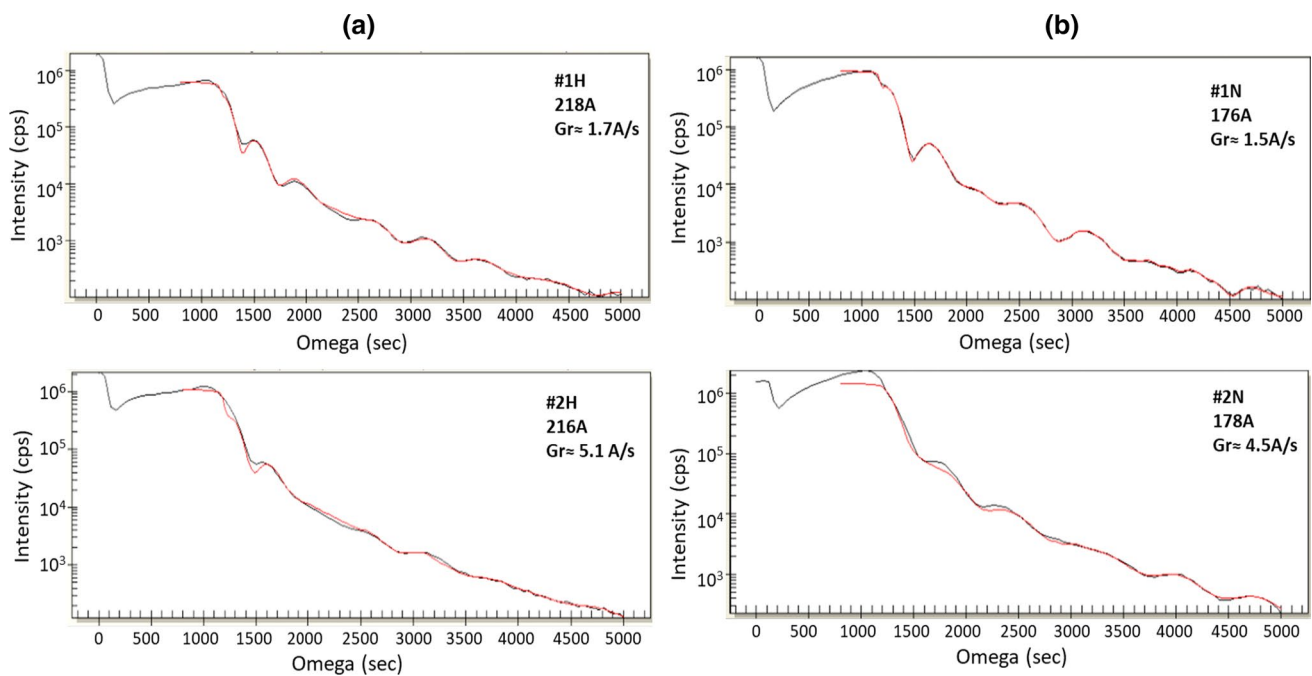 (a)
(b)
Intensity (cps)
10⁶
10⁵
10⁴
10³
#1H
218A
Gr≈ 1.7A/s
0 500 1000 1500 2000 2500 3000 3500 4000 4500 5000
Omega (sec)
Intensity (cps)
10⁶
10⁵
10⁴
10³
#1N
176A
Gr≈ 1.5A/s
0 500 1000 1500 2000 2500 3000 3500 4000 4500 5000
Omega (sec)
Intensity (cps)
10⁶
10⁵
10⁴
10³
#2H
216A
Gr≈ 5.1 A/s
0 500 1000 1500 2000 2500 3000 3500 4000 4500 5000
Omega (sec)
Intensity (cps)
10⁶
10⁵
10⁴
10³
#2N
178A
Gr≈ 4.5A/s
0 500 1000 1500 2000 2500 3000 3500 4000 4500 5000
Omega (sec)